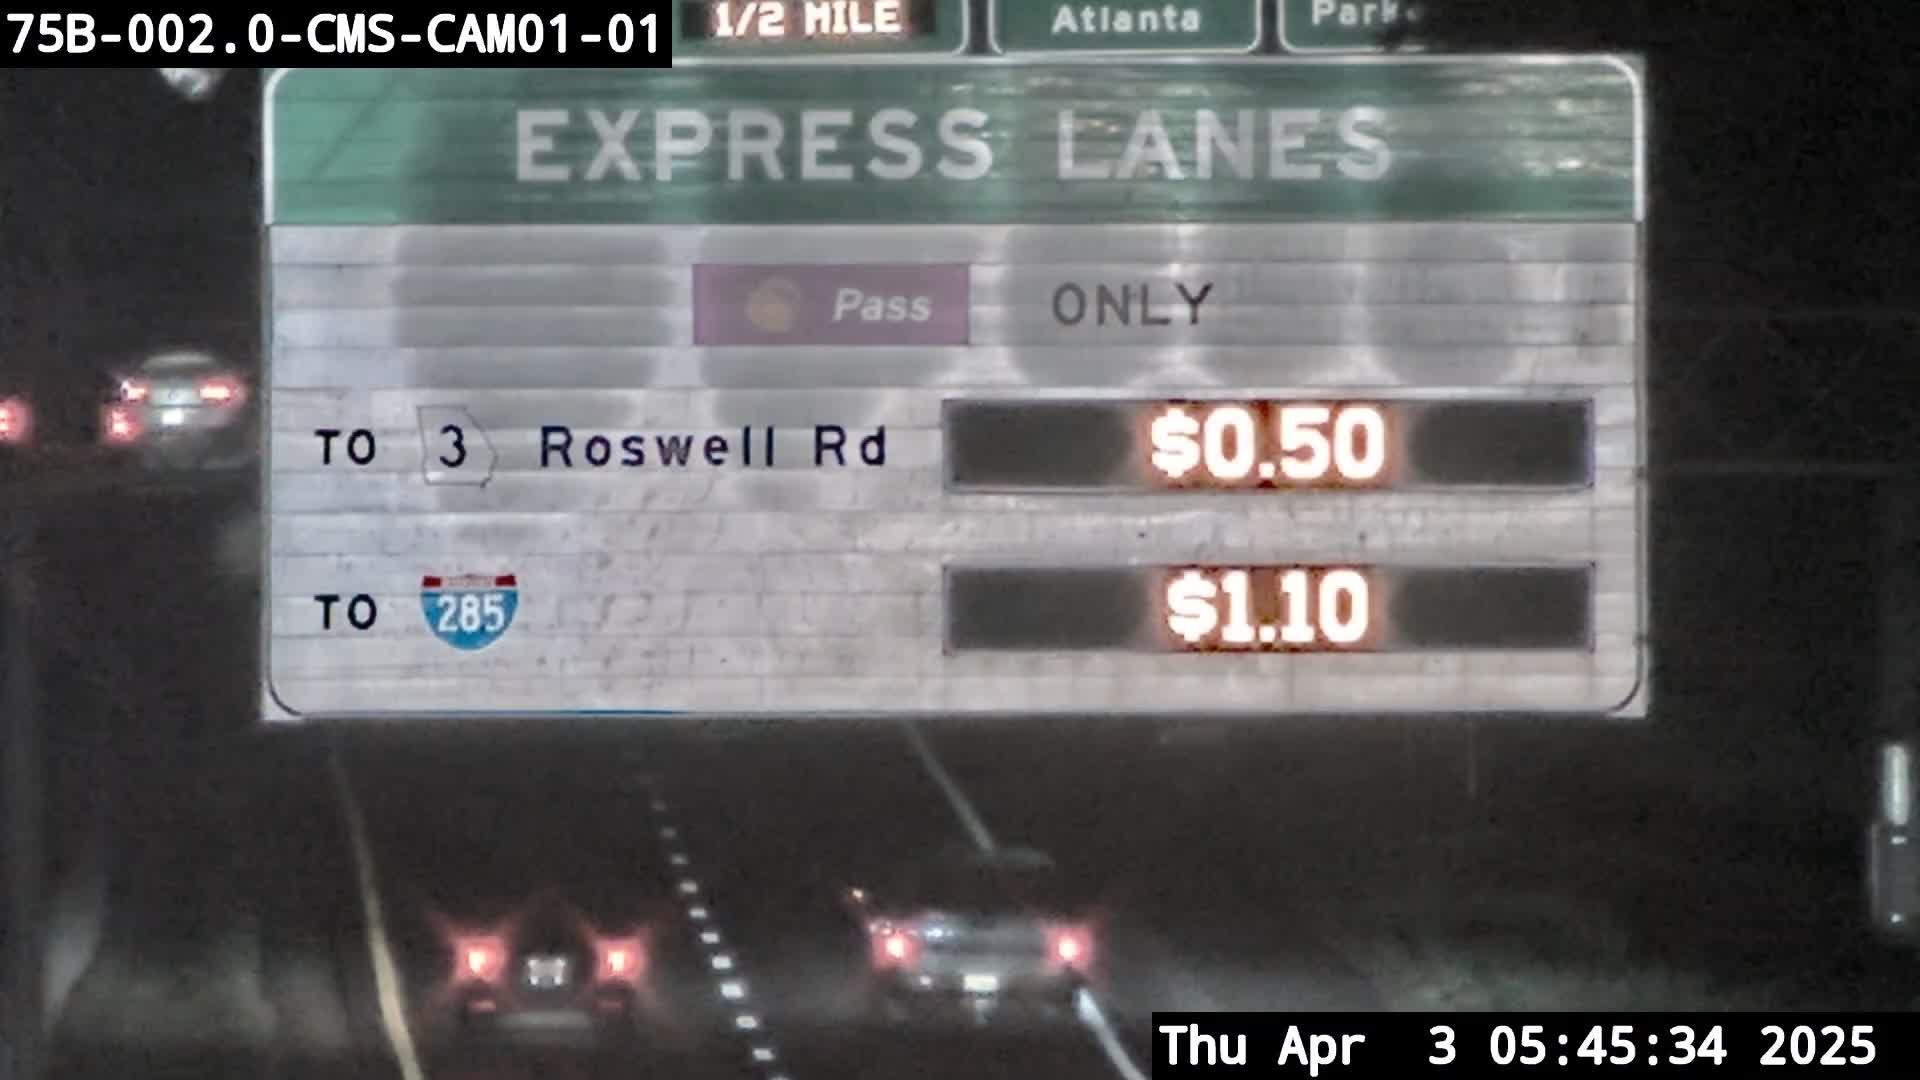 75B-002.0-CMS-CAM01-01
1/2 MILE
Atlanta
Park
EXPRESS LANES
Pass ONLY
TO 3 Roswell Rd $0.50
TO 285 $1.10
Thu Apr 3 05:45:34 2025